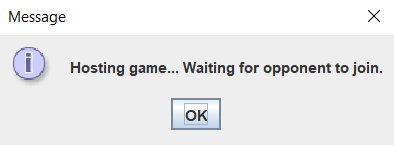 Message
Hosting game... Waiting for opponent to join.
OK